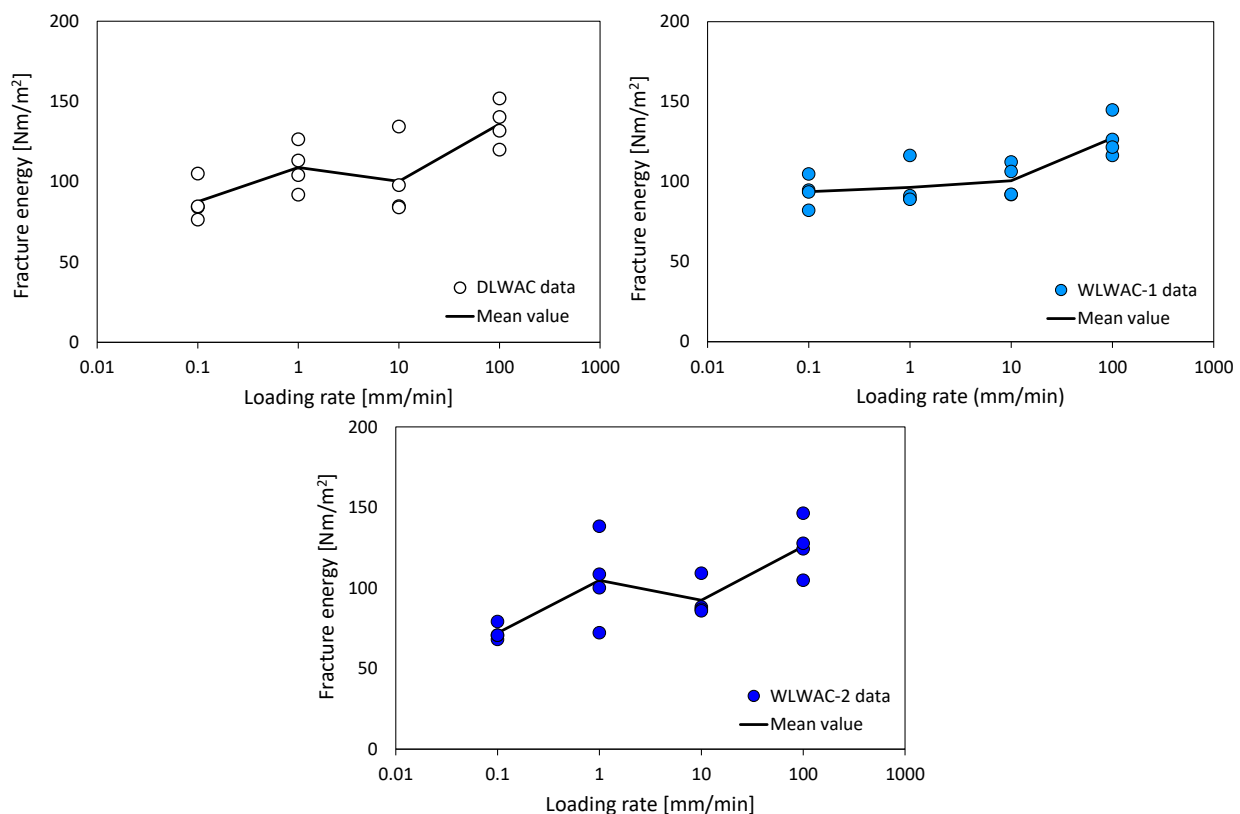 200
150
100
50
0
Fracture energy [Nm/m²]
DLWAC data
Mean value
0.01 0.1 1 10 100 1000
Loading rate [mm/min]
200
150
100
50
0
Fracture energy [Nm/m²]
WLWAC-1 data
Mean value
0.01 0.1 1 10 100 1000
Loading rate (mm/min)
200
150
100
50
0
Fracture energy [Nm/m²]
WLWAC-2 data
Mean value
0.01 0.1 1 10 100 1000
Loading rate [mm/min]